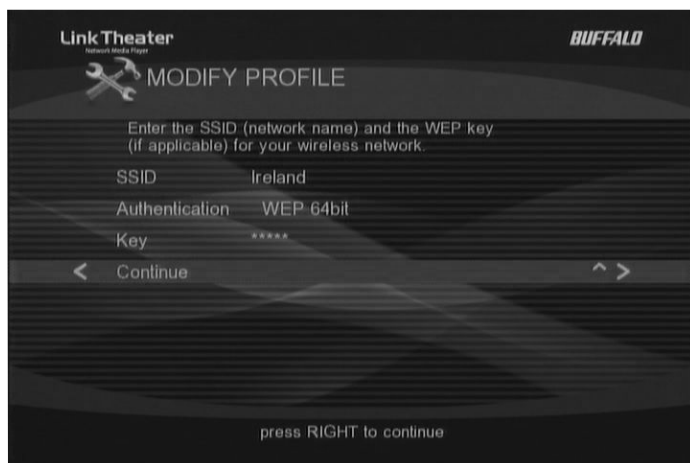 LinkTheater
Network Media Player
BUFFALO
MODIFY PROFILE
Enter the SSID (network name) and the WEP key
(if applicable) for your wireless network.
SSID Ireland
Authentication WEP 64bit
Key *****
< Continue ^ >
press RIGHT to continue